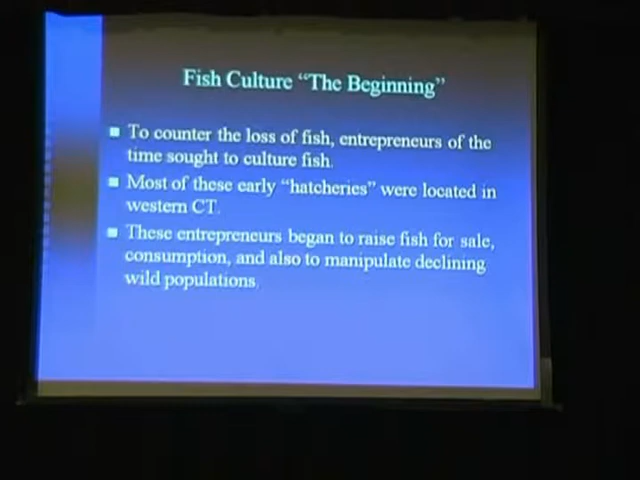 Fish Culture “The Beginning”
■ To counter the loss of fish, entrepreneurs of the
time sought to culture fish.
■ Most of these early “hatcheries” were located in
western CT.
■ These entrepreneurs began to raise fish for sale,
consumption, and also to manipulate declining
wild populations